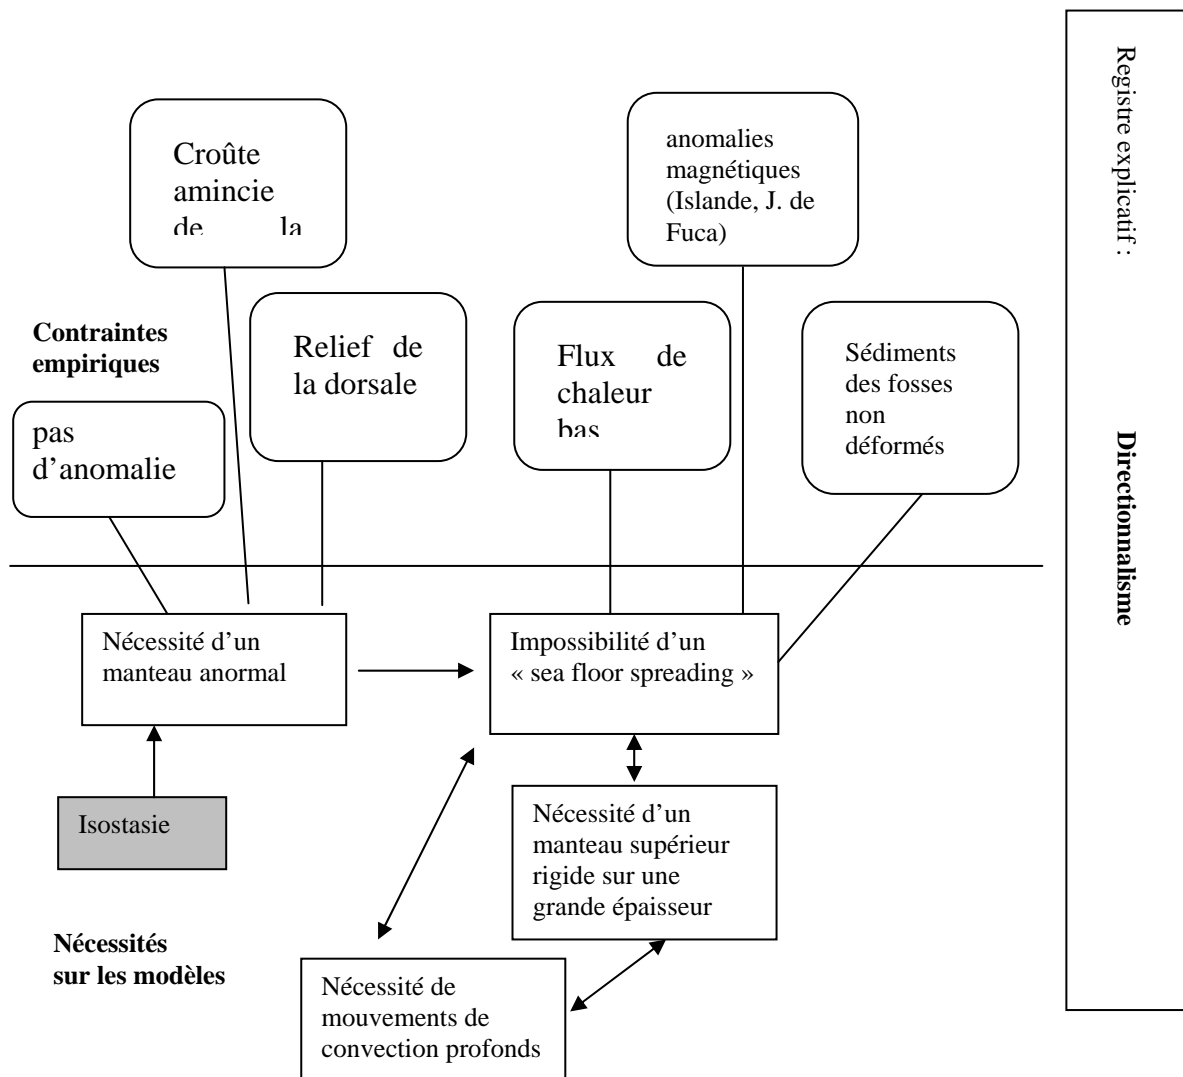 Croûte
amincie
de la
anomalies
magnétiques
(Islande, J. de
Fuca)
Contraintes
empiriques
Relief de
la dorsale
Flux de
chaleur
bas
Sédiments
des fosses
non
déformés
pas
d’anomalie
Nécessité d’un
manteau anormal
Impossibilité d’un
« sea floor spreading »
Isostasie
Nécessité d’un
manteau supérieur
rigide sur une
grande épaisseur
Nécessités
sur les modèles
Nécessité de
mouvements de
convection profonds
Registre explicatif :
Directionnalisme